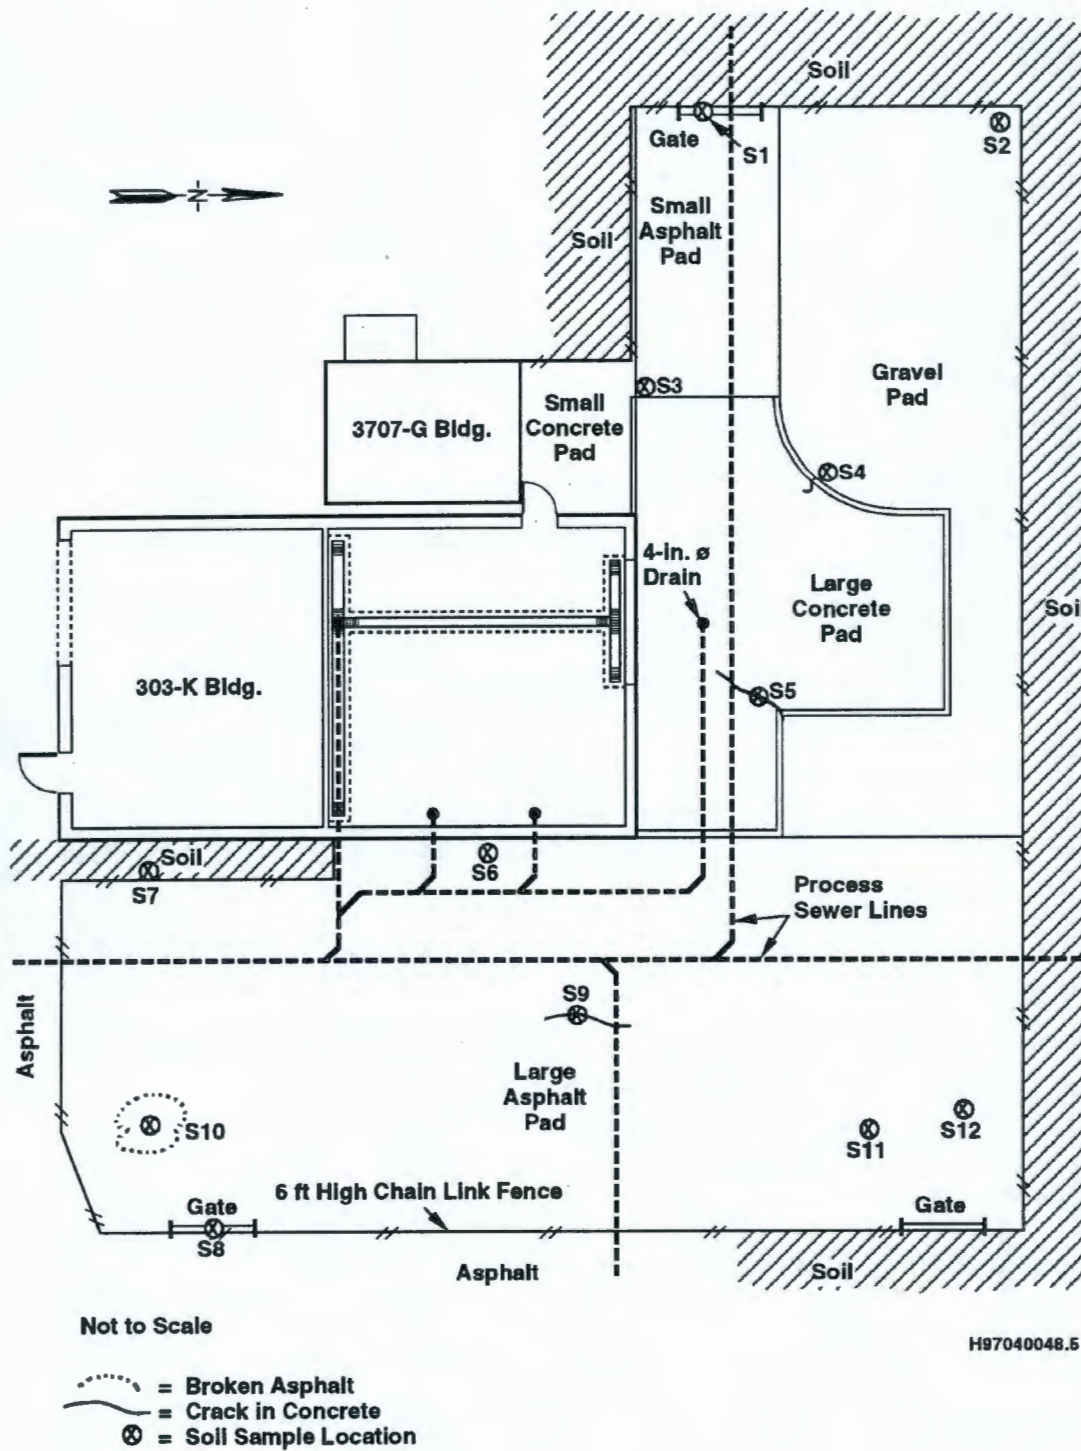 Soil
Gate
S1
S2
N
Small
Asphalt
Pad
Soil
Gravel
Pad
S3
3707-G Bldg.
Small
Concrete
Pad
S4
4-in. ø
Drain
Large
Concrete
Pad
Soil
303-K Bldg.
S5
Soil
S7
S6
Process
Sewer Lines
Asphalt
S9
Large
Asphalt
Pad
S10
S11
S12
6 ft High Chain Link Fence
Gate
S8
Gate
Asphalt
Soil
Not to Scale
H97040048.5
= Broken Asphalt
= Crack in Concrete
= Soil Sample Location